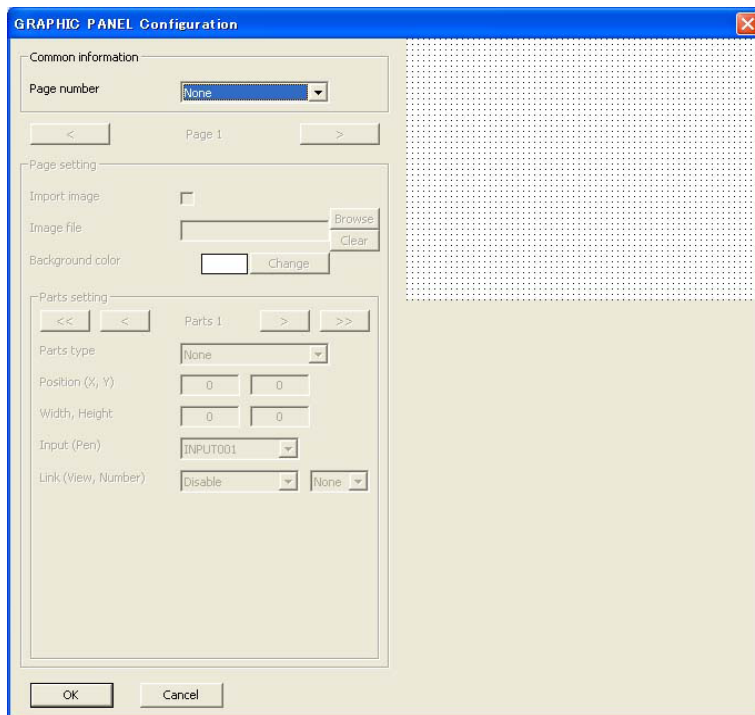 GRAPHIC PANEL Configuration
Common information
Page number
None
<
Page 1
>
Page setting
Import image
Image file
Browse
Clear
Background color
Change
Parts setting
<<
<
Parts 1
>
>>
Parts type
None
Position (X, Y)
0
0
Width, Height
0
0
Input (Pen)
INPUT001
Link (View, Number)
Disable
None
OK
Cancel